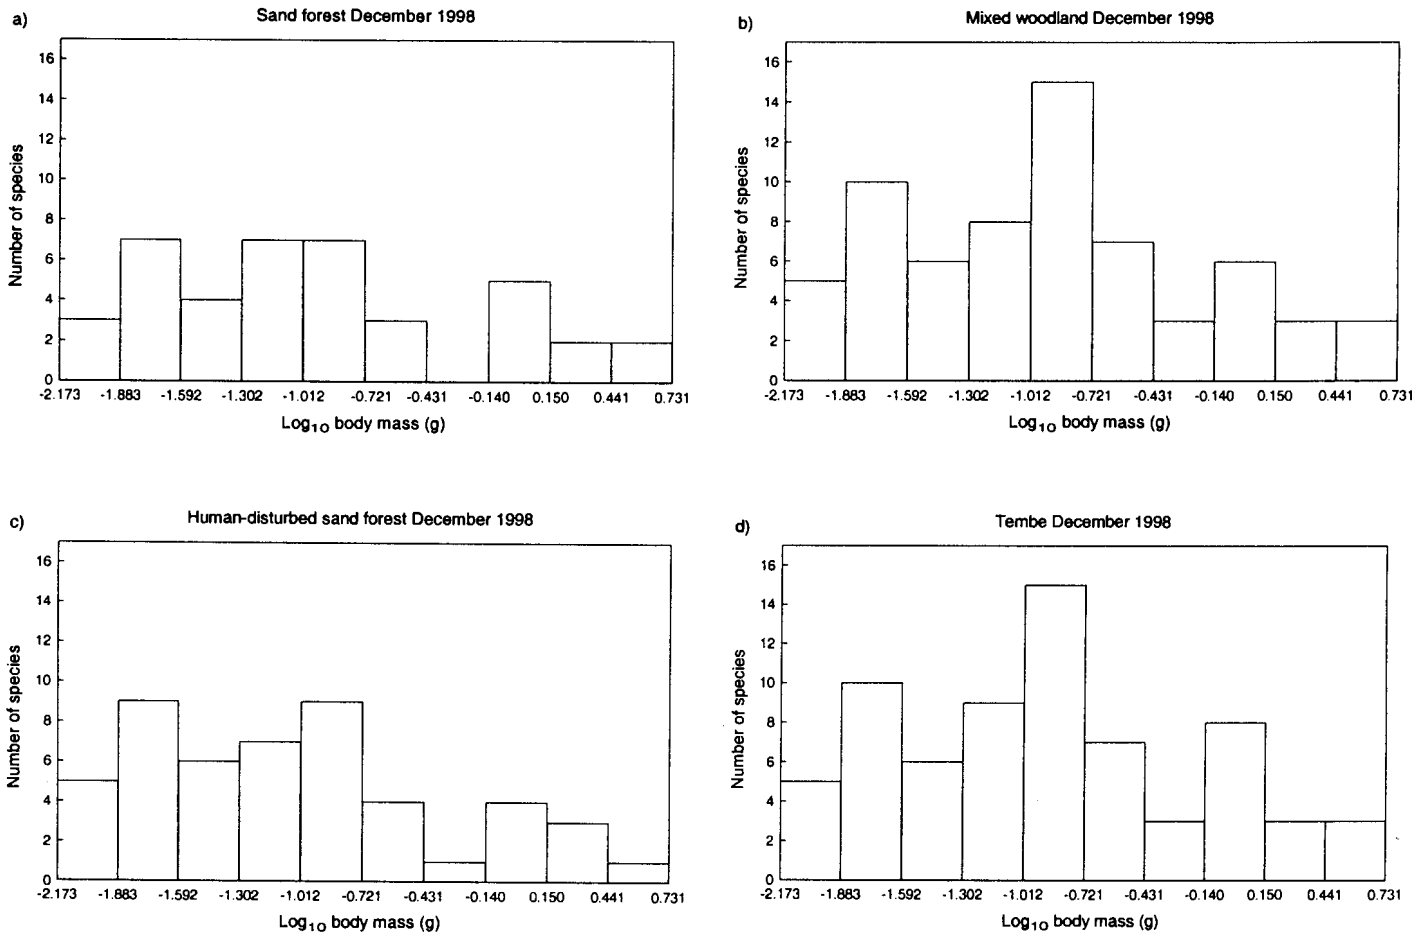 a)
Sand forest December 1998
16
14
12
10
8
6
4
2
0
Number of species
-2.173 -1.883 -1.592 -1.302 -1.012 -0.721 -0.431 -0.140 0.150 0.441 0.731
Log10 body mass (g)
b)
Mixed woodland December 1998
16
14
12
10
8
6
4
2
0
Number of species
-2.173 -1.883 -1.592 -1.302 -1.012 -0.721 -0.431 -0.140 0.150 0.441 0.731
Log10 body mass (g)
c)
Human-disturbed sand forest December 1998
16
14
12
10
8
6
4
2
0
Number of species
-2.173 -1.883 -1.592 -1.302 -1.012 -0.721 -0.431 -0.140 0.150 0.441 0.731
Log10 body mass (g)
d)
Tembe December 1998
16
14
12
10
8
6
4
2
0
Number of species
-2.173 -1.883 -1.592 -1.302 -1.012 -0.721 -0.431 -0.140 0.150 0.441 0.731
Log10 body mass (g)